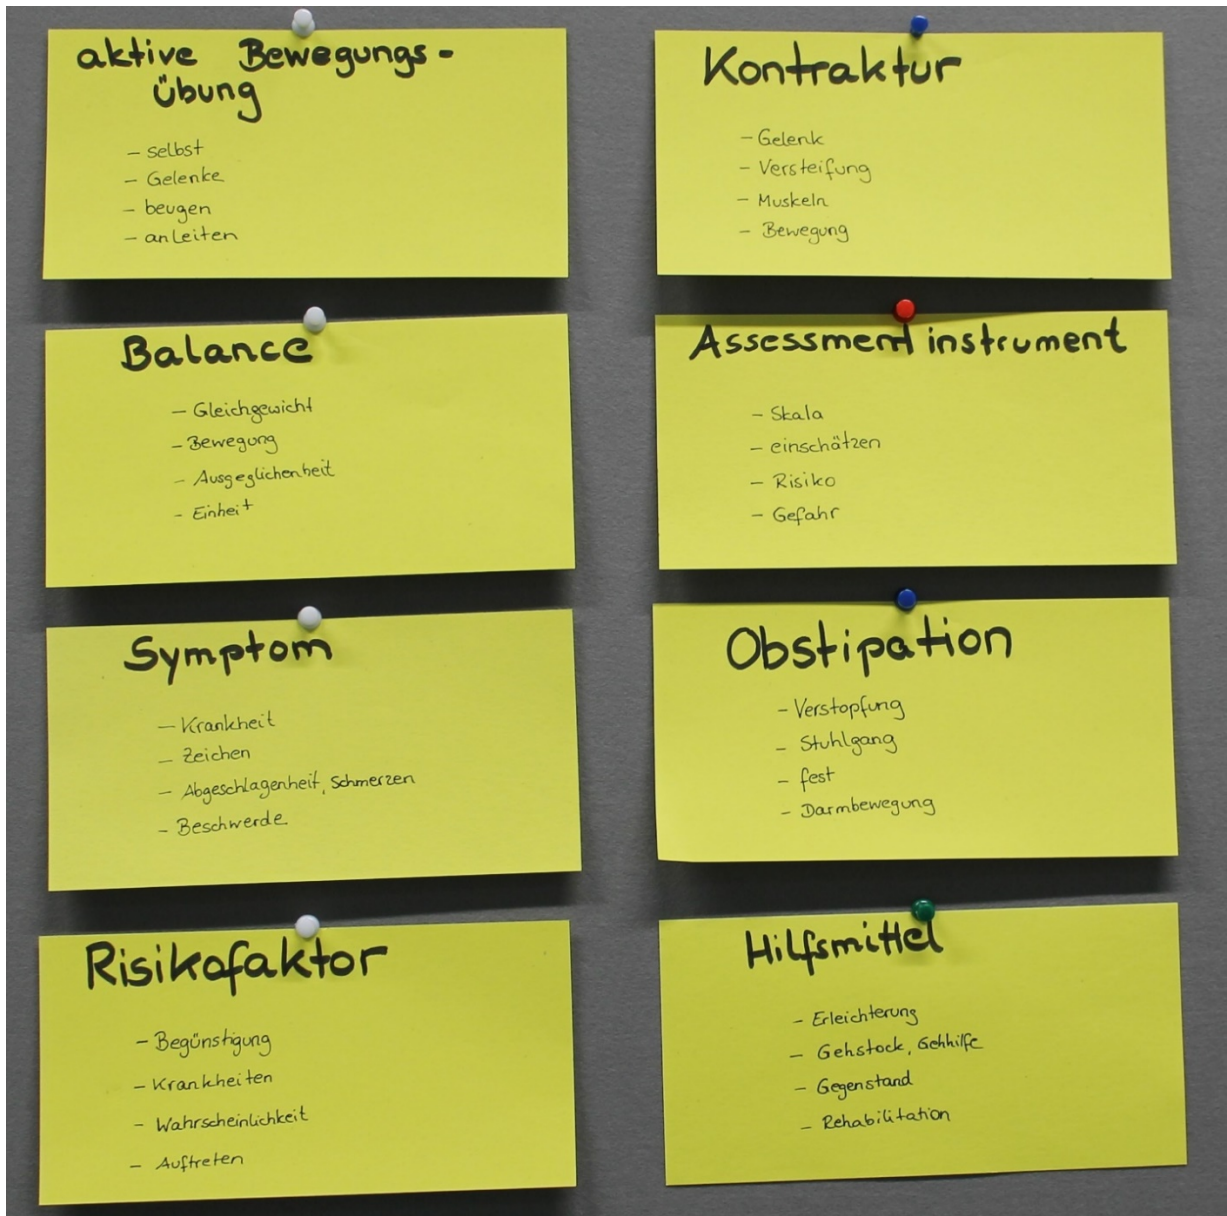 aktive Bewegungs-
übung
- selbst
- Gelenke
- beugen
- anleiten
Kontraktur
- Gelenk
- Versteifung
- Muskeln
- Bewegung
Balance
- Gleichgewicht
- Bewegung
- Ausgeglichenheit
- Einheit
Assessment instrument
- Skala
- einschätzen
- Risiko
- Gefahr
Symptom
- Krankheit
- Zeichen
- Abgeschlagenheit, Schmerzen
- Beschwerde
Obstipation
- Verstopfung
- Stuhlgang
- fest
- Darmbewegung
Risikofaktor
- Begünstigung
- Krankheiten
- Wahrscheinlichkeit
- Auftreten
Hilfsmittel
- Erleichterung
- Gehstock, Gehhilfe
- Gegenstand
- Rehabilitation